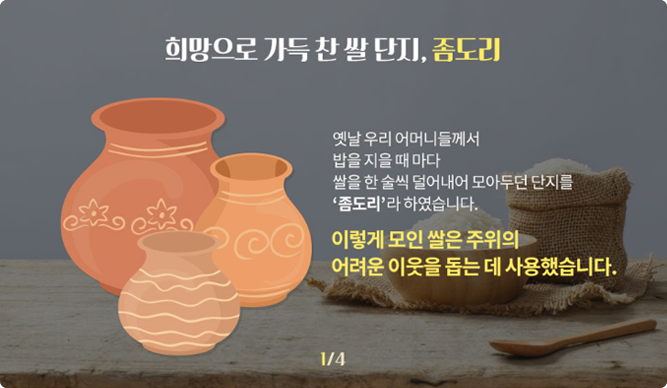 희망으로 가득 찬 쌀 단지, 좀도리
옛날 우리 어머니들께서
밥을 지을 때 마다
쌀을 한 술씩 덜어내어 모아두던 단지를
‘좀도리’라 하였습니다.
이렇게 모인 쌀은 주위의
어려운 이웃을 돕는 데 사용했습니다.
1/4